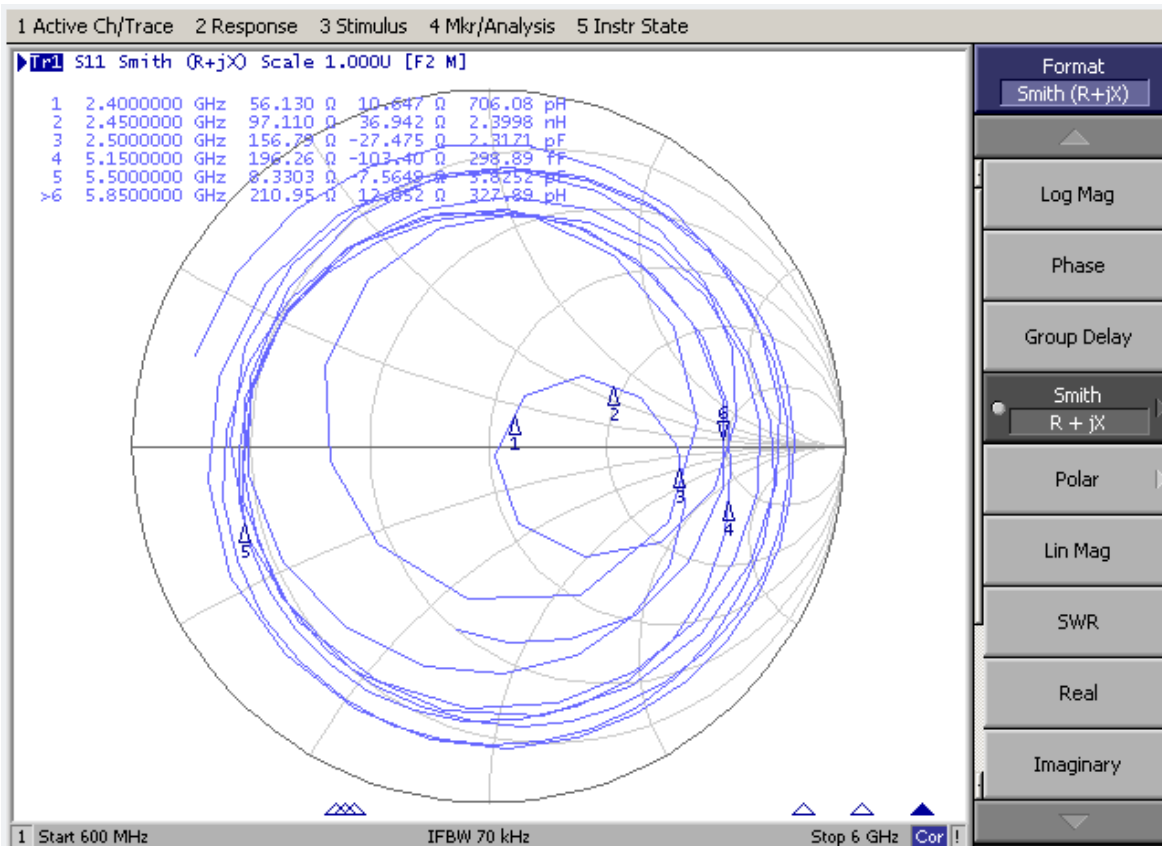 1 Active Ch/Trace 2 Response 3 Stimulus 4 Mkr/Analysis 5 Instr State
Tr1 S11 Smith (R+jX) Scale 1.000U [F2 M]
1 2.4000000 GHz 56.130 Ω 10.647 Ω 706.08 pH
2 2.4500000 GHz 97.110 Ω 36.942 Ω 2.3998 nH
3 2.5000000 GHz 156.79 Ω -27.475 Ω 2.3171 pF
4 5.1500000 GHz 196.26 Ω -103.40 Ω 298.89 fF
5 5.5000000 GHz 8.3303 Ω -7.5649 Ω 3.8252 pF
>6 5.8500000 GHz 210.95 Ω 12.052 Ω 327.89 pH
1
2
3
4
5
6
1 Start 600 MHz IFBW 70 kHz Stop 6 GHz Cor !
Format
Smith (R+jX)
Log Mag
Phase
Group Delay
Smith
R + jX
Polar
Lin Mag
SWR
Real
Imaginary